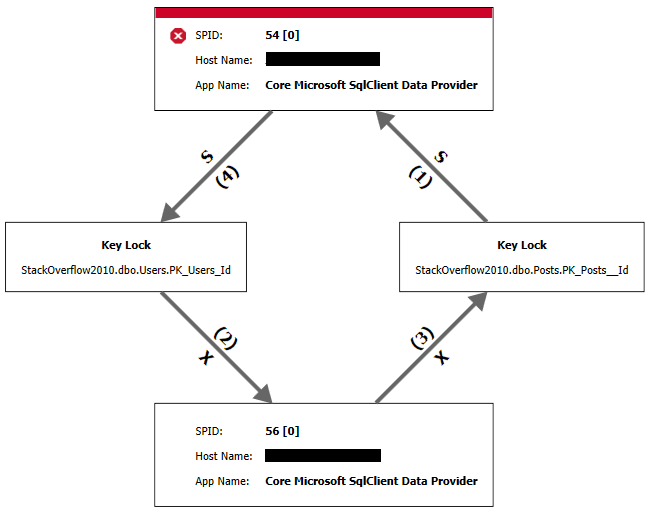 SPID: 54 [0]
Host Name:
App Name: Core Microsoft SqlClient Data Provider
S
(4)
S
(1)
Key Lock
StackOverflow2010.dbo.Users.PK_Users_Id
Key Lock
StackOverflow2010.dbo.Posts.PK_Posts__Id
(2)
X
(3)
X
SPID: 56 [0]
Host Name:
App Name: Core Microsoft SqlClient Data Provider